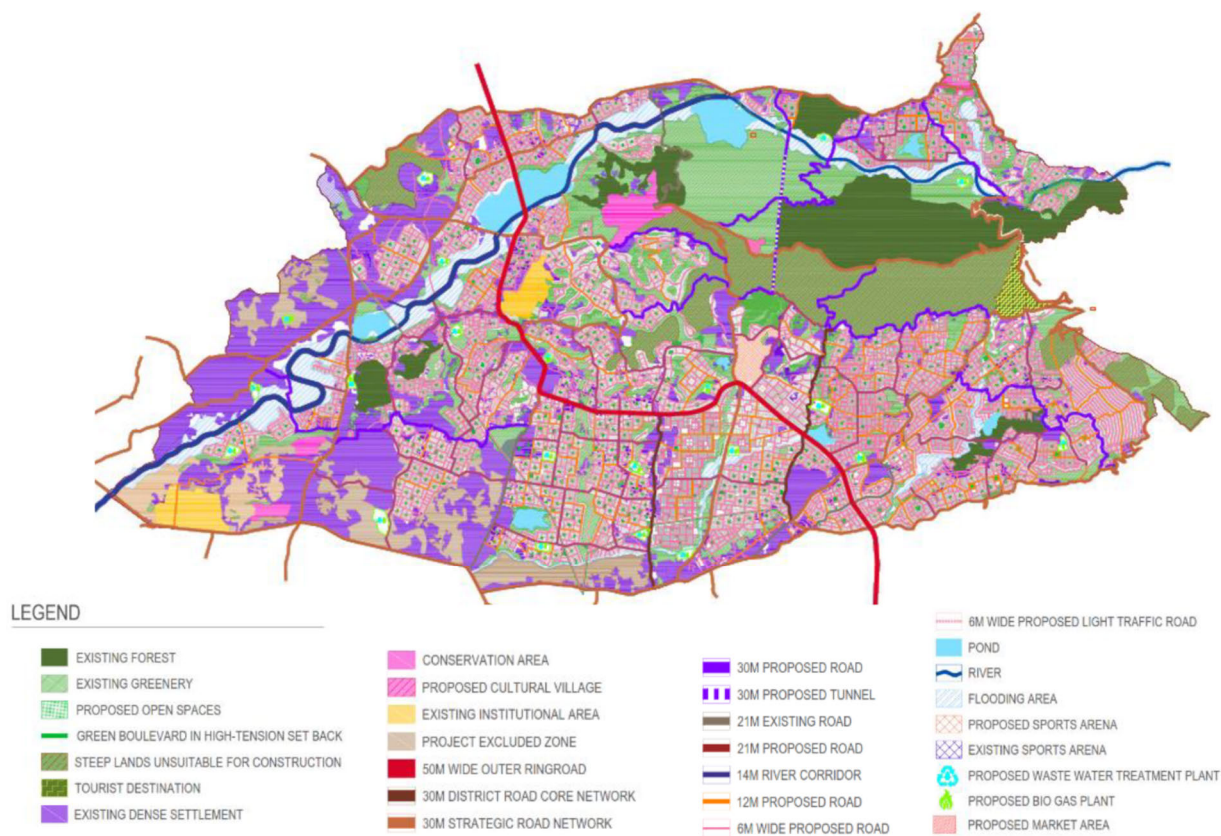 LEGEND
EXISTING FOREST
EXISTING GREENERY
PROPOSED OPEN SPACES
GREEN BOULEVARD IN HIGH-TENSION SET BACK
STEEP LANDS UNSUITABLE FOR CONSTRUCTION
TOURIST DESTINATION
EXISTING DENSE SETTLEMENT
CONSERVATION AREA
PROPOSED CULTURAL VILLAGE
EXISTING INSTITUTIONAL AREA
PROJECT EXCLUDED ZONE
50M WIDE OUTER RINGROAD
30M DISTRICT ROAD CORE NETWORK
30M STRATEGIC ROAD NETWORK
30M PROPOSED ROAD
30M PROPOSED TUNNEL
21M EXISTING ROAD
21M PROPOSED ROAD
14M RIVER CORRIDOR
12M PROPOSED ROAD
6M WIDE PROPOSED ROAD
6M WIDE PROPOSED LIGHT TRAFFIC ROAD
POND
RIVER
FLOODING AREA
PROPOSED SPORTS ARENA
EXISTING SPORTS ARENA
PROPOSED WASTE WATER TREATMENT PLANT
PROPOSED BIO GAS PLANT
PROPOSED MARKET AREA